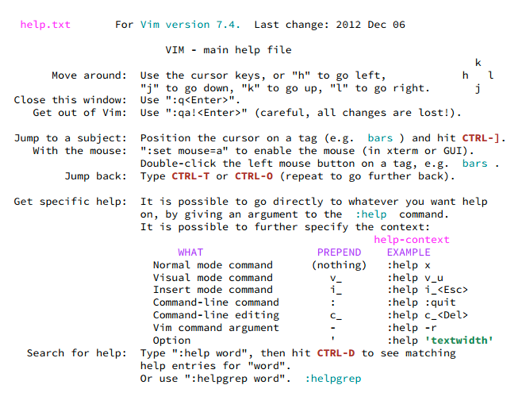 help.txt For Vim version 7.4. Last change: 2012 Dec 06
VIM - main help file
k
Move around: Use the cursor keys, or "h" to go left, h l
"j" to go down, "k" to go up, "l" to go right. j
Close this window: Use ":q<Enter>".
Get out of Vim: Use ":qa!<Enter>" (careful, all changes are lost!).
Jump to a subject: Position the cursor on a tag (e.g. bars ) and hit CTRL-].
With the mouse: ":set mouse=a" to enable the mouse (in xterm or GUI).
Double-click the left mouse button on a tag, e.g. bars .
Jump back: Type CTRL-T or CTRL-O (repeat to go further back).
Get specific help: It is possible to go directly to whatever you want help
on, by giving an argument to the :help command.
It is possible to further specify the context:
help-context
WHAT PREPEND EXAMPLE
Normal mode command (nothing) :help x
Visual mode command v_ :help v_u
Insert mode command i_ :help i_<Esc>
Command-line command : :help :quit
Command-line editing c_ :help c_<Del>
Vim command argument - :help -r
Option ' :help 'textwidth'
Search for help: Type ":help word", then hit CTRL-D to see matching
help entries for "word".
Or use ":helpgrep word". :helpgrep